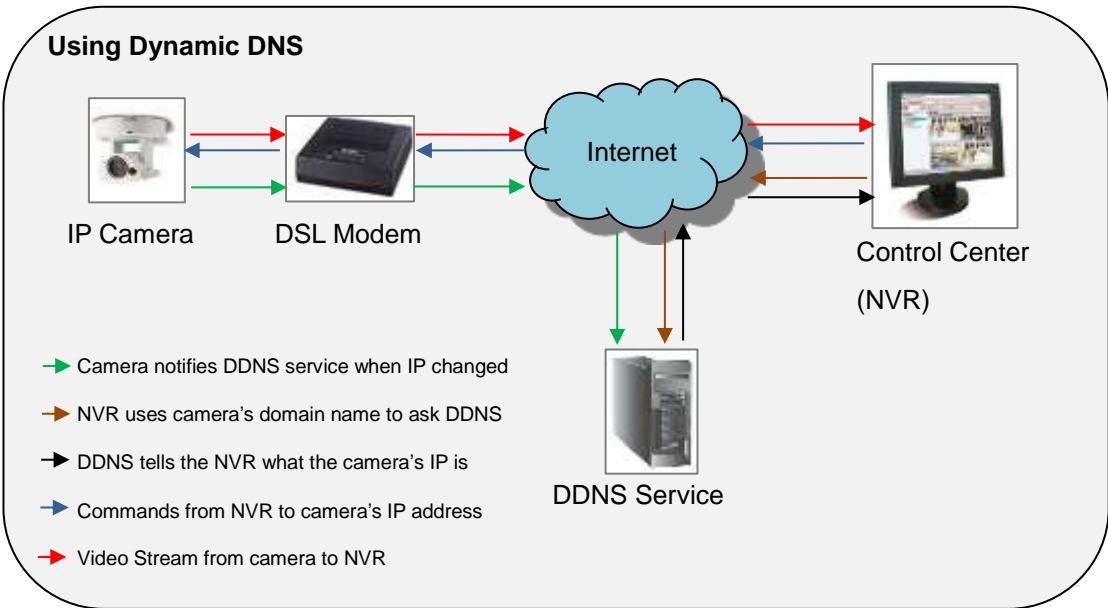 Using Dynamic DNS
Internet
IP Camera
DSL Modem
Control Center
(NVR)
Camera notifies DDNS service when IP changed
NVR uses camera’s domain name to ask DDNS
DDNS tells the NVR what the camera’s IP is
Commands from NVR to camera’s IP address
Video Stream from camera to NVR
DDNS Service